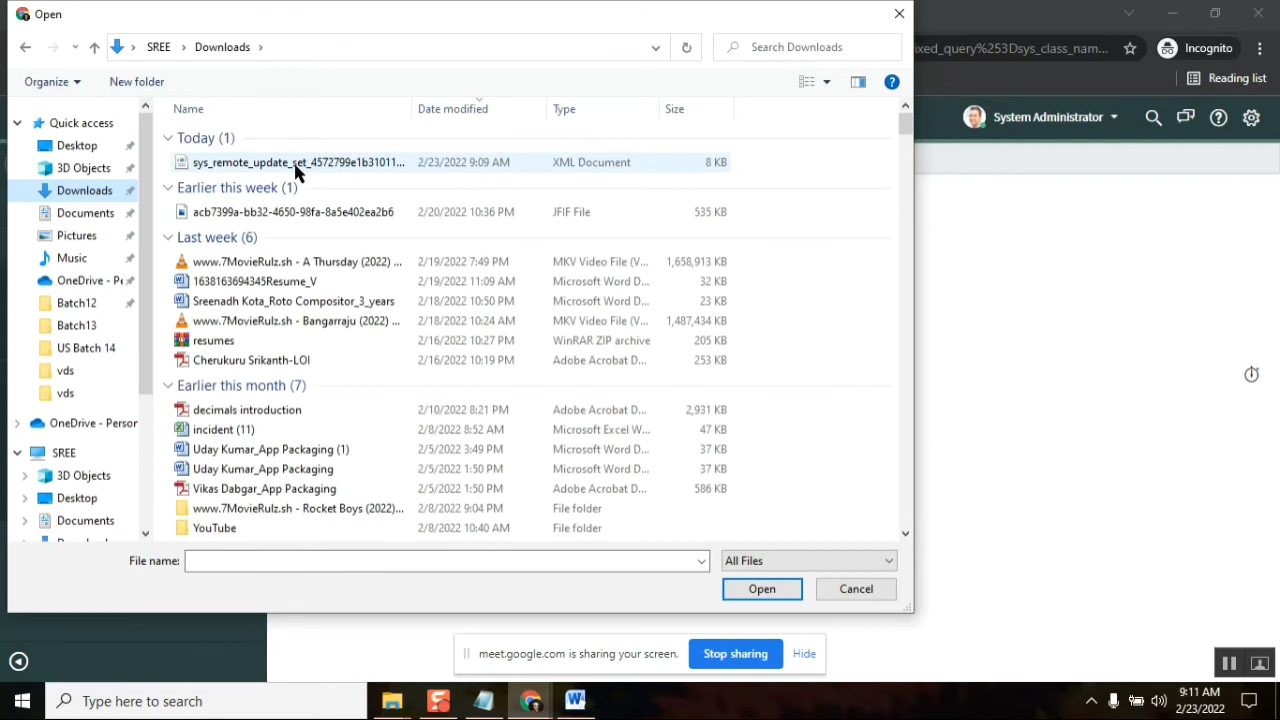 Open
SREE Downloads Search Downloads
ixed_query%253Dsys_class_nam... Incognito
Reading list
Organize New folder
Name Date modified Type Size
System Administrator
Quick access
Desktop
3D Objects
Downloads
Documents
Pictures
Music
OneDrive - Pe
Batch12
Batch13
US Batch 14
vds
vds
OneDrive - Person
SREE
3D Objects
Desktop
Documents
Today (1)
sys_remote_update_set_4572799e1b31011... 2/23/2022 9:09 AM XML Document 8 KB
Earlier this week (1)
acb7399a-bb32-4650-98fa-8a5e402ea2b6 2/20/2022 10:36 PM JFIF File 535 KB
Last week (6)
www.7MovieRulz.sh - A Thursday (2022) ... 2/19/2022 7:49 PM MKV Video File (V... 1,658,913 KB
1638163694345Resume_V 2/19/2022 11:09 AM Microsoft Word D... 32 KB
Sreenadh Kota_Roto Compositor_3_years 2/18/2022 10:50 PM Microsoft Word D... 23 KB
www.7MovieRulz.sh - Bangarraju (2022) ... 2/18/2022 10:24 AM MKV Video File (V... 1,487,434 KB
resumes 2/16/2022 10:27 PM WinRAR ZIP archive 205 KB
Cherukuru Srikanth-LOI 2/16/2022 10:19 PM Adobe Acrobat D... 253 KB
Earlier this month (7)
decimals introduction 2/10/2022 8:21 PM Adobe Acrobat D... 2,931 KB
incident (11) 2/8/2022 8:52 AM Microsoft Excel W... 47 KB
Uday Kumar_App Packaging (1) 2/5/2022 3:49 PM Microsoft Word D... 37 KB
Uday Kumar_App Packaging 2/5/2022 1:50 PM Microsoft Word D... 37 KB
Vikas Dabgar_App Packaging 2/5/2022 1:50 PM Adobe Acrobat D... 586 KB
www.7MovieRulz.sh - Rocket Boys (2022)... 2/8/2022 9:04 PM File folder
YouTube 2/8/2022 10:40 AM File folder
File name: All Files
Open Cancel
meet.google.com is sharing your screen. Stop sharing Hide
Type here to search
9:11 AM
2/23/2022